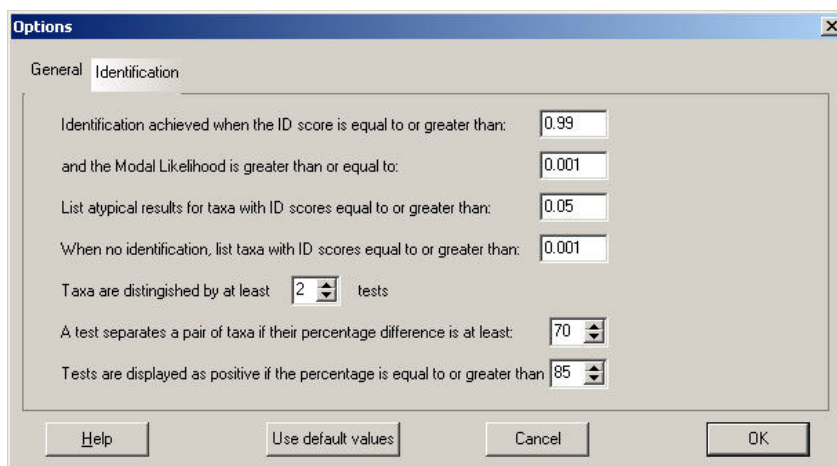 Options
General Identification
Identification achieved when the ID score is equal to or greater than: 0.99
and the Modal Likelihood is greater than or equal to: 0.001
List atypical results for taxa with ID scores equal to or greater than: 0.05
When no identification, list taxa with ID scores equal to or greater than: 0.001
Taxa are distingished by at least 2 tests
A test separates a pair of taxa if their percentage difference is at least: 70
Tests are displayed as positive if the percentage is equal to or greater than 85
Help Use default values Cancel OK